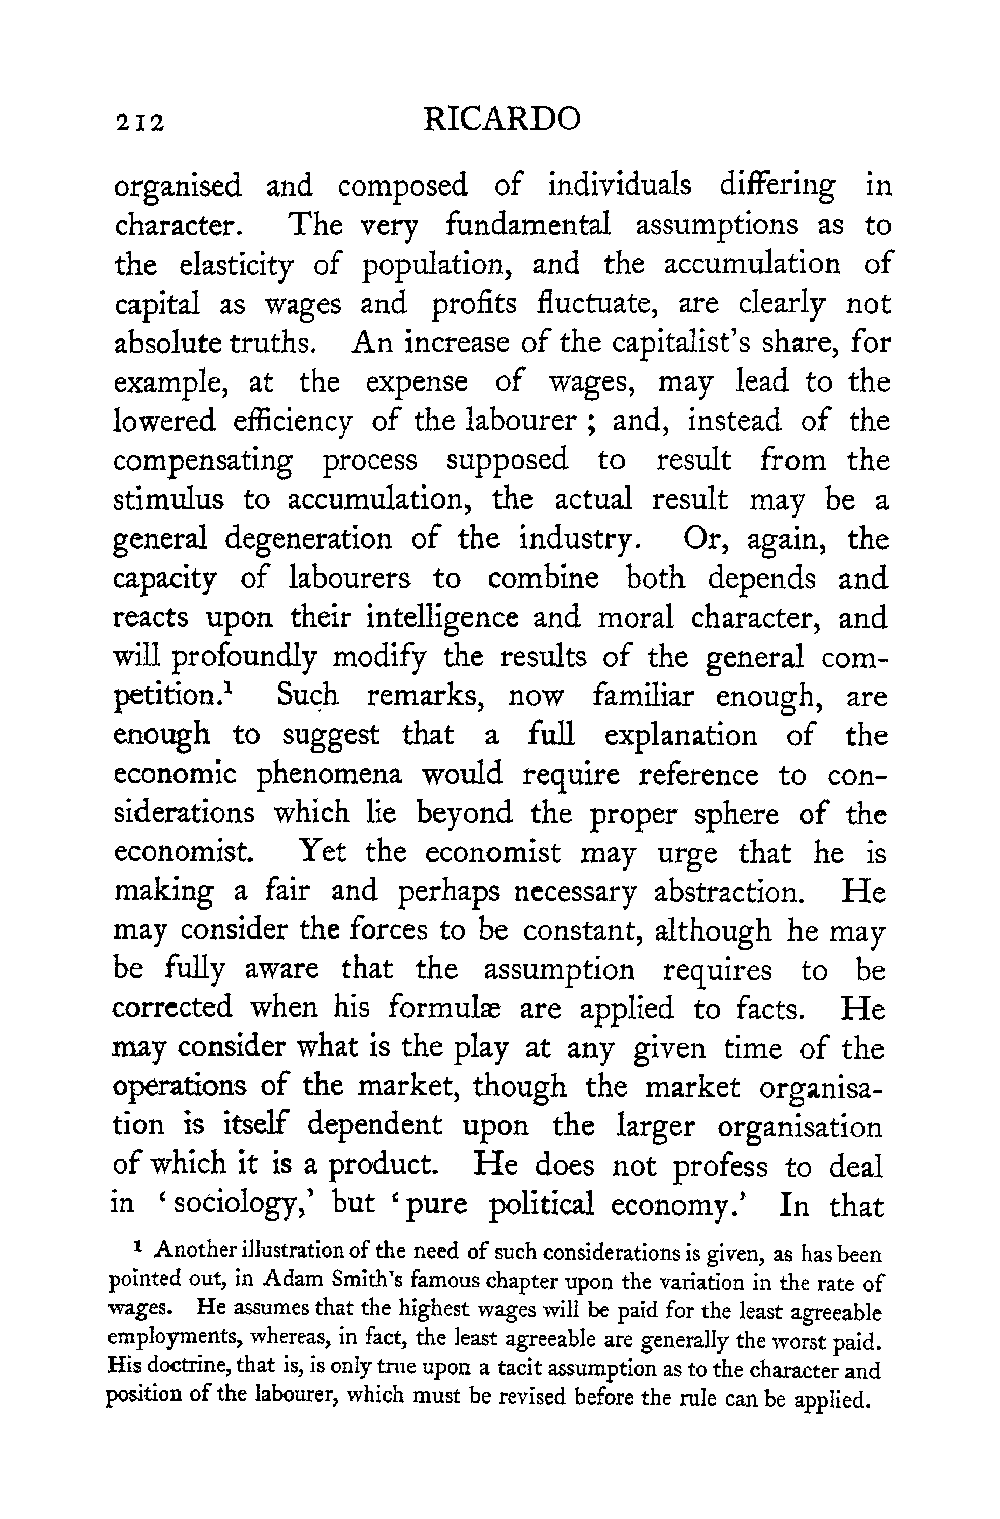 212 RICARDO
organised and composed of individuals differing in
character. The very fundamental assumptions as to
the elasticity of population, and the accumulation of
capital as wages and profits fluctuate, are clearly not
absolute truths. An increase of the capitalist's share, for
example, at the expense of wages, may lead to the
lowered efficiency of the labourer ; and, instead of the
compensating process supposed to result from the
stimulus to accumulation, the actual result may be a
general degeneration of the industry. Or, again, the
capacity of labourers to combine both depends and
reacts upon their intelligence and moral character, and
will profoundly modify the results of the general com-
petition.¹ Such remarks, now familiar enough, are
enough to suggest that a full explanation of the
economic phenomena would require reference to con-
siderations which lie beyond the proper sphere of the
economist. Yet the economist may urge that he is
making a fair and perhaps necessary abstraction. He
may consider the forces to be constant, although he may
be fully aware that the assumption requires to be
corrected when his formulæ are applied to facts. He
may consider what is the play at any given time of the
operations of the market, though the market organisa-
tion is itself dependent upon the larger organisation
of which it is a product. He does not profess to deal
in ‘ sociology,’ but ‘ pure political economy.’ In that
¹ Another illustration of the need of such considerations is given, as has been
pointed out, in Adam Smith's famous chapter upon the variation in the rate of
wages. He assumes that the highest wages will be paid for the least agreeable
employments, whereas, in fact, the least agreeable are generally the worst paid.
His doctrine, that is, is only true upon a tacit assumption as to the character and
position of the labourer, which must be revised before the rule can be applied.